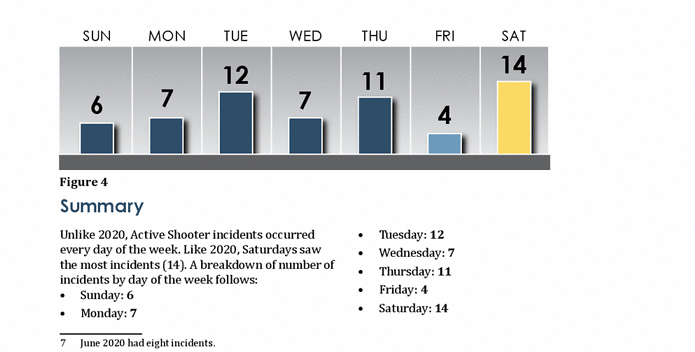 SUN MON TUE WED THU FRI SAT
6 7 12 7 11 4 14
Figure 4
Summary
Unlike 2020, Active Shooter incidents occurred
every day of the week. Like 2020, Saturdays saw
the most incidents (14). A breakdown of number of
incidents by day of the week follows:
• Sunday: 6
• Monday: 7
• Tuesday: 12
• Wednesday: 7
• Thursday: 11
• Friday: 4
• Saturday: 14
7 June 2020 had eight incidents.